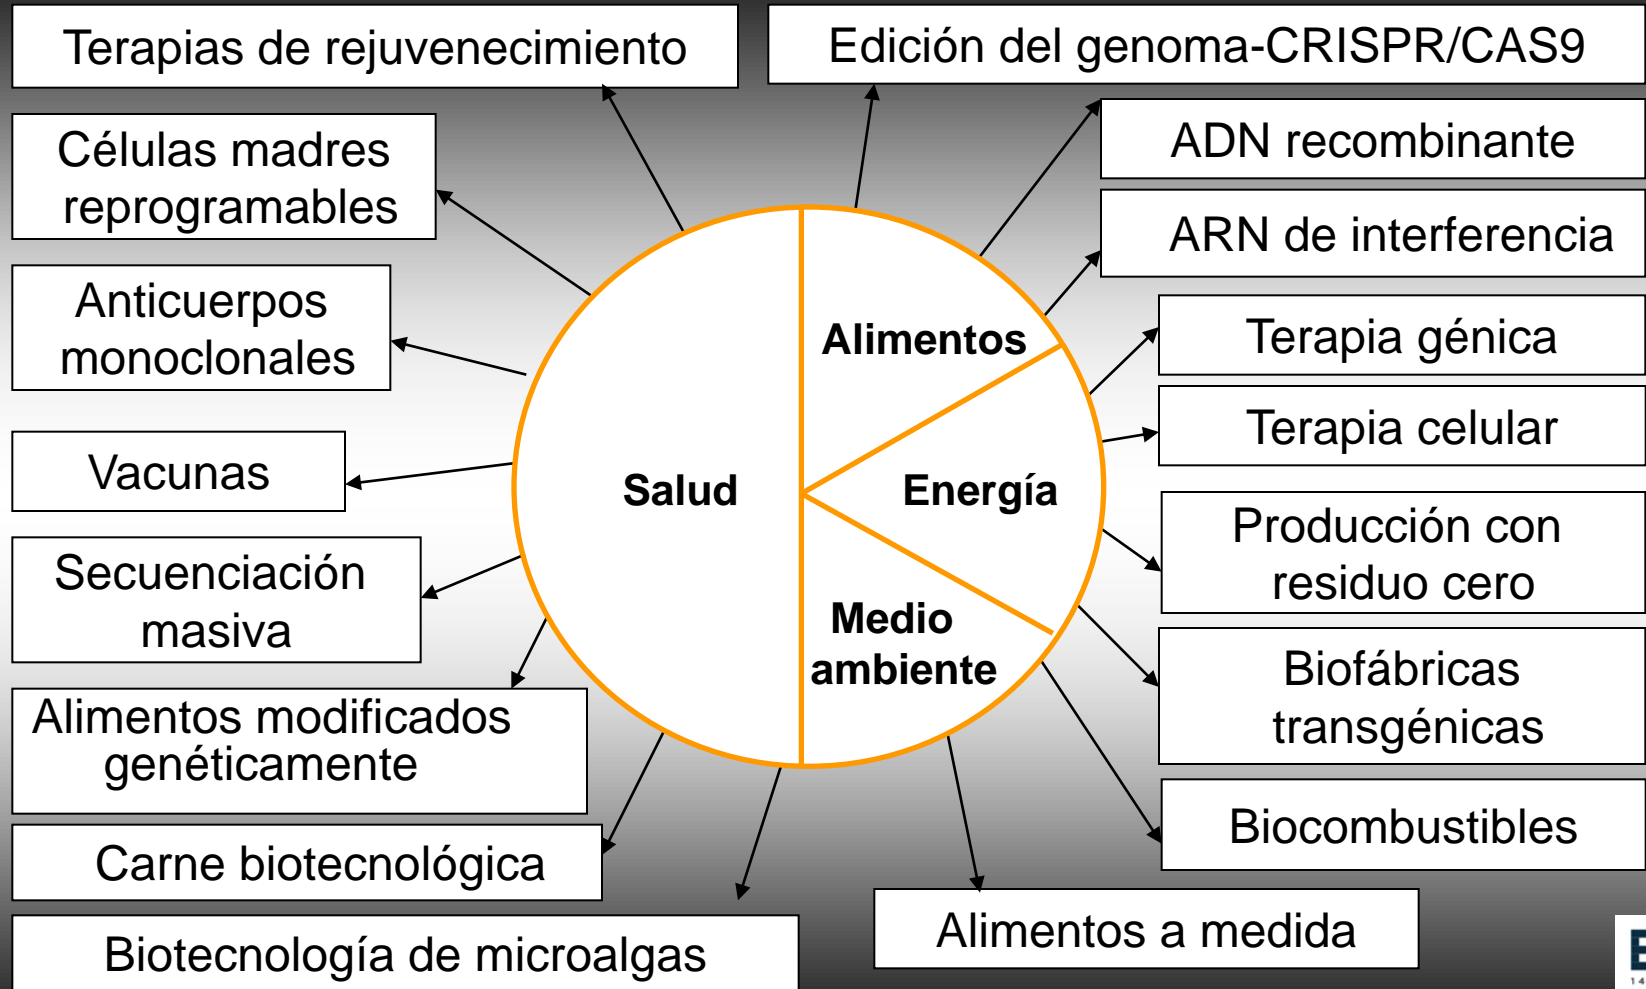 Terapias de rejuvenecimiento
Edición del genoma-CRISPR/CAS9
Células madres
reprogramables
ADN recombinante
ARN de interferencia
Anticuerpos
monoclonales
Alimentos
Terapia génica
Terapia celular
Vacunas
Salud
Energía
Producción con
residuo cero
Secuenciación
masiva
Medio
ambiente
Biofábricas
transgénicas
Alimentos modificados
genéticamente
Biocombustibles
Carne biotecnológica
Alimentos a medida
Biotecnología de microalgas